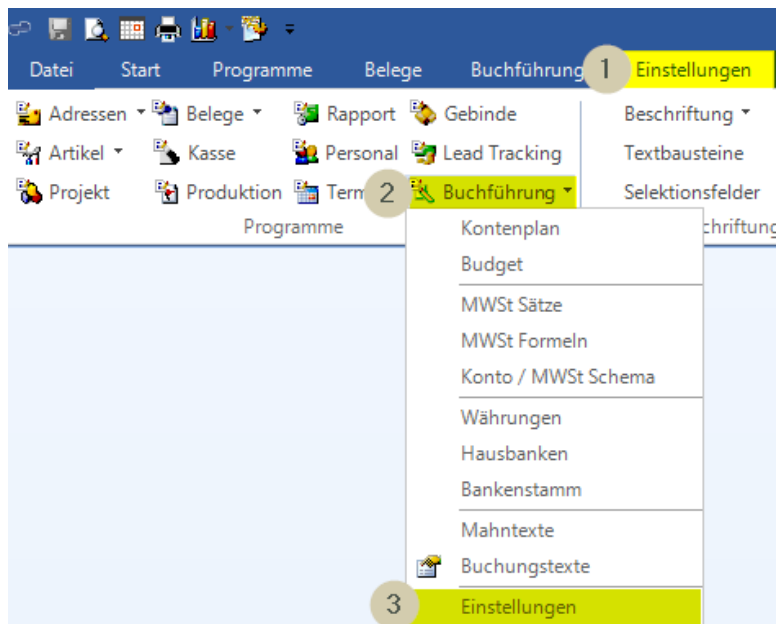 Datei Start Programme Belege Buchführung 1 Einstellungen
Adressen Belege Rapport Gebinde Beschriftung
Artikel Kasse Personal Lead Tracking Textbausteine
Projekt Produktion Term 2 Buchführung Selektionsfelder
Programme chriftung
Kontenplan
Budget
MWSt Sätze
MWSt Formeln
Konto / MWSt Schema
Währungen
Hausbanken
Bankenstamm
Mahntexte
Buchungstexte
3 Einstellungen